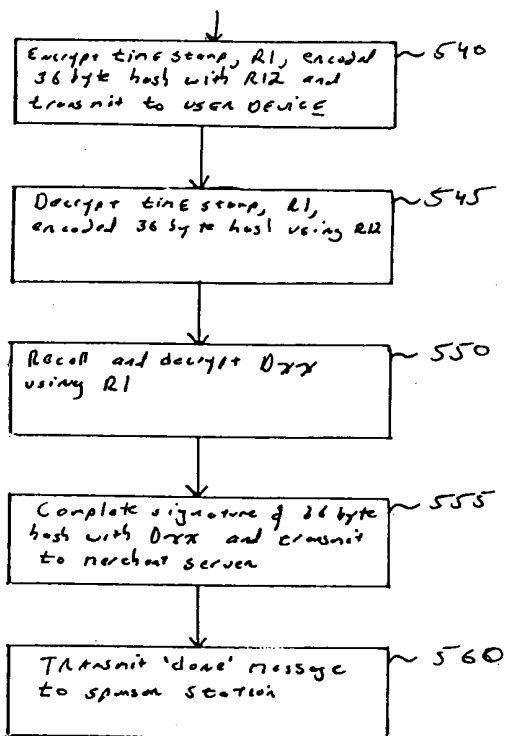 Encrypt time stamp, R1, encoded
36 byte hash with R12 and
transmit to USER DEVICE
540
Decrypt time stamp, R1,
encoded 36 byte hash using R12
545
Recall and decrypt Dxx
using R1
550
Complete signature of 36 byte
hash with Dxx and transmit
to merchant server
555
TRANSMIT 'done' message
to sponsor station
560